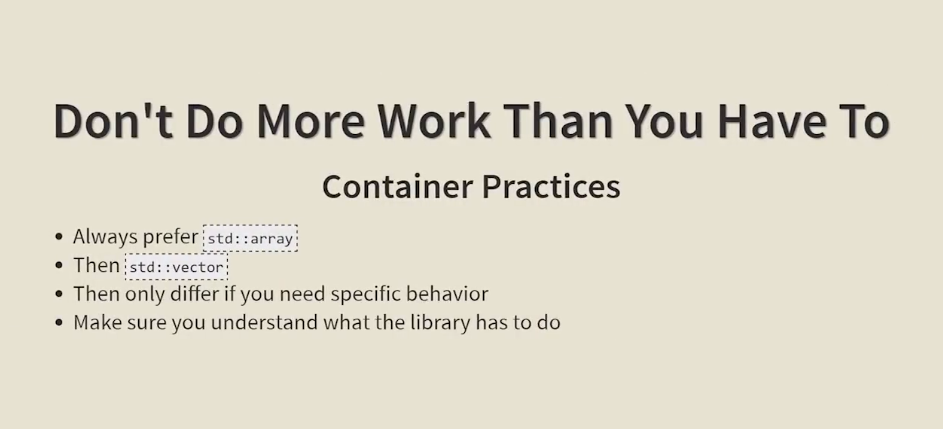 Don't Do More Work Than You Have To
Container Practices
• Always prefer std::array
• Then std::vector
• Then only differ if you need specific behavior
• Make sure you understand what the library has to do